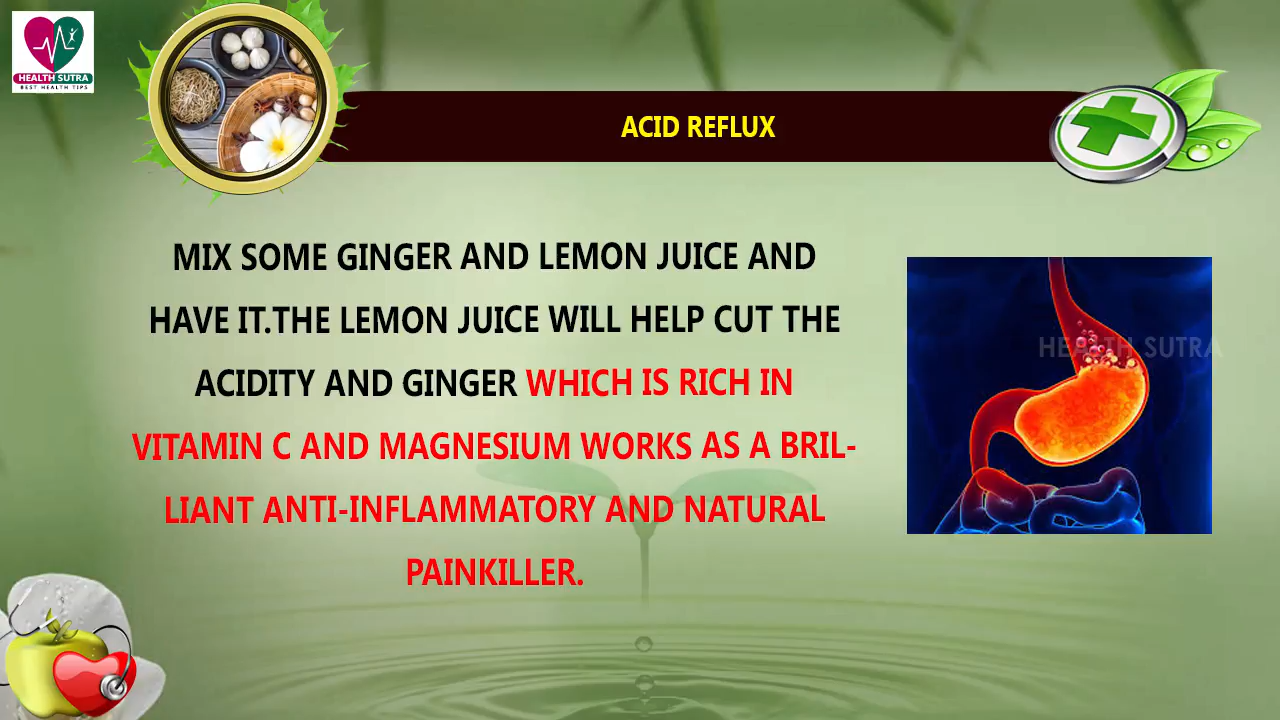 HEALTH SUTRA
BEST HEALTH TIPS
ACID REFLUX
MIX SOME GINGER AND LEMON JUICE AND
HAVE IT.THE LEMON JUICE WILL HELP CUT THE
ACIDITY AND GINGER WHICH IS RICH IN
VITAMIN C AND MAGNESIUM WORKS AS A BRIL-
LIANT ANTI-INFLAMMATORY AND NATURAL
PAINKILLER.
HEALTH SUTRA